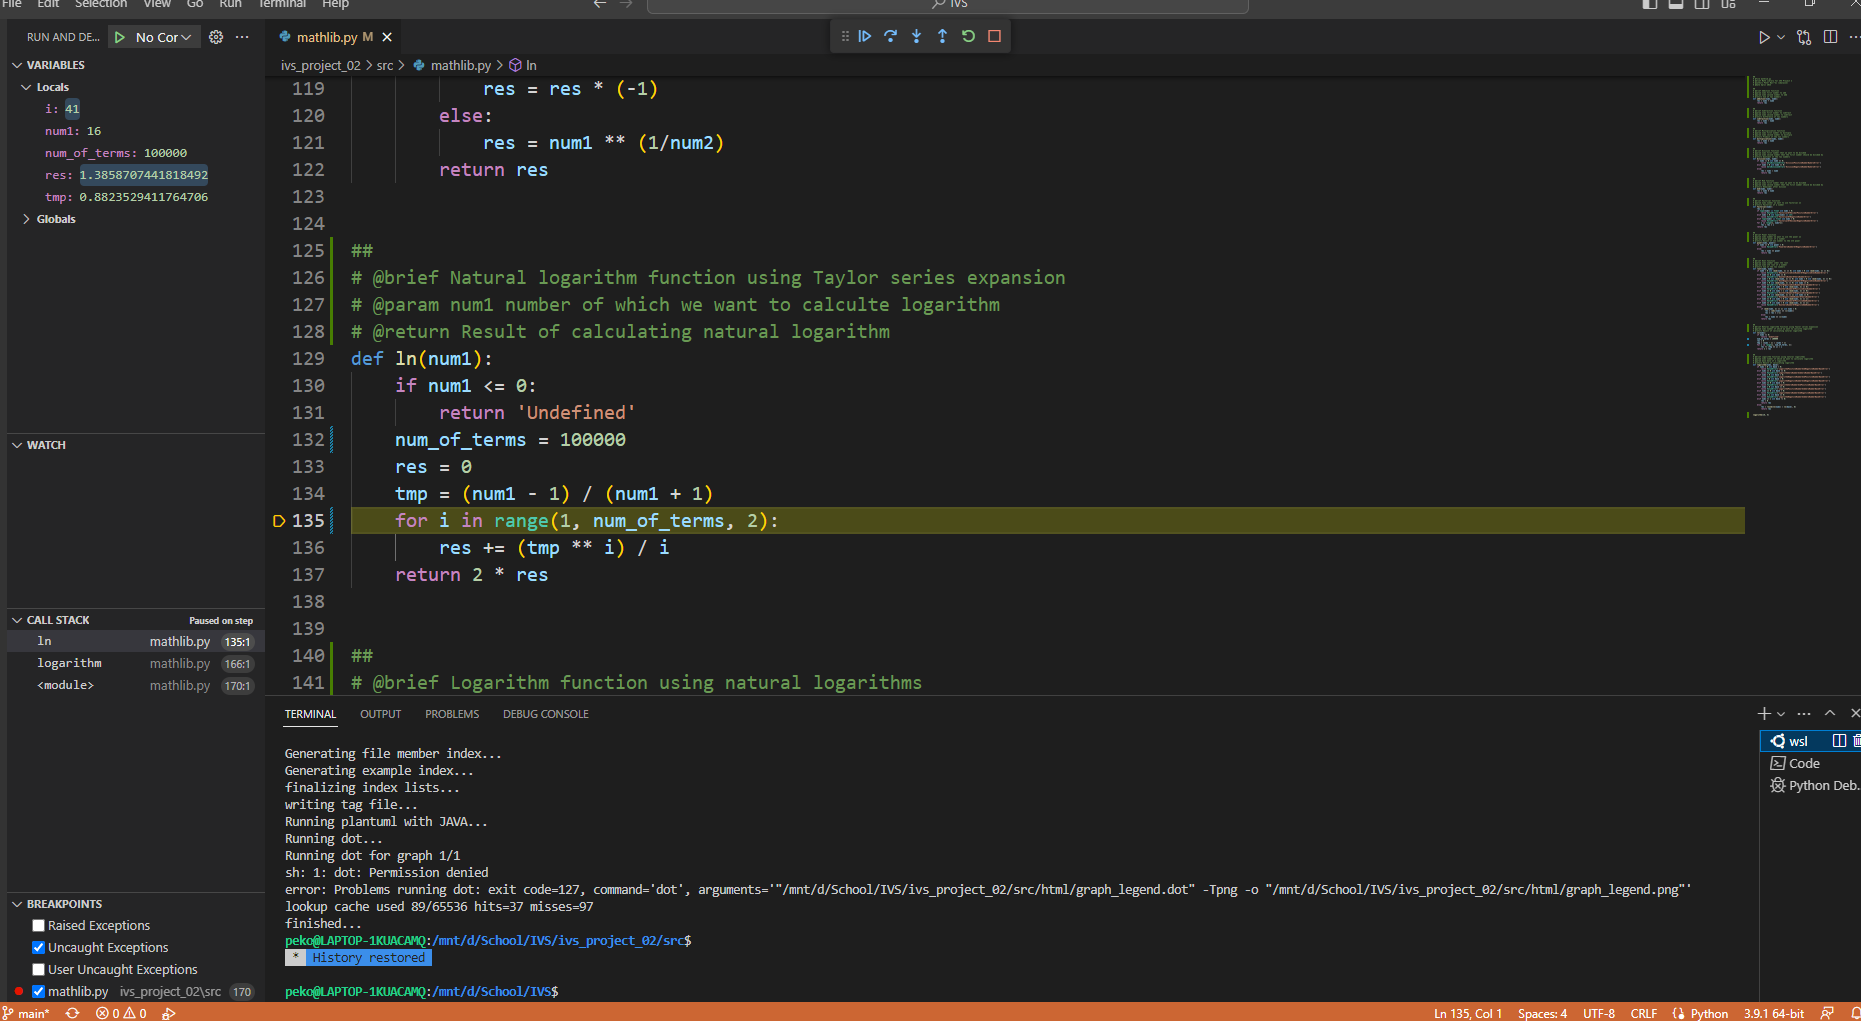 File Edit Selection View Go Run Terminal Help
IVS
RUN AND DE... No Cor
mathlib.py M
ivs_project_02 > src > mathlib.py > ln
VARIABLES
Locals
i: 41
num1: 16
num_of_terms: 100000
res: 1.3858707441818492
tmp: 0.8823529411764706
Globals
WATCH
CALL STACK Paused on step
ln mathlib.py 135:1
logarithm mathlib.py 166:1
<module> mathlib.py 170:1
BREAKPOINTS
Raised Exceptions
Uncaught Exceptions
User Uncaught Exceptions
mathlib.py ivs_project_02\src 170
119 res = res * (-1)
120 else:
121 res = num1 ** (1/num2)
122 return res
123
124
125 ##
126 # @brief Natural logarithm function using Taylor series expansion
127 # @param num1 number of which we want to calculte logarithm
128 # @return Result of calculating natural logarithm
129 def ln(num1):
130 if num1 <= 0:
131 return 'Undefined'
132 num_of_terms = 100000
133 res = 0
134 tmp = (num1 - 1) / (num1 + 1)
135 for i in range(1, num_of_terms, 2):
136 res += (tmp ** i) / i
137 return 2 * res
138
139
140 ##
141 # @brief Logarithm function using natural logarithms
TERMINAL OUTPUT PROBLEMS DEBUG CONSOLE
Generating file member index...
Generating example index...
finalizing index lists...
writing tag file...
Running plantuml with JAVA...
Running dot...
Running dot for graph 1/1
sh: 1: dot: Permission denied
error: Problems running dot: exit code=127, command='dot', arguments='"/mnt/d/School/IVS/ivs_project_02/src/html/graph_legend.dot" -Tpng -o "/mnt/d/School/IVS/ivs_project_02/src/html/graph_legend.png"'
lookup cache used 89/65536 hits=37 misses=97
finished...
peko@LAPTOP-1KUACAMQ:/mnt/d/School/IVS/ivs_project_02/src$
* History restored
peko@LAPTOP-1KUACAMQ:/mnt/d/School/IVS$
wsl
Code
Python Deb...
main* 0 0 Ln 135, Col 1 Spaces: 4 UTF-8 CRLF Python 3.9.1 64-bit